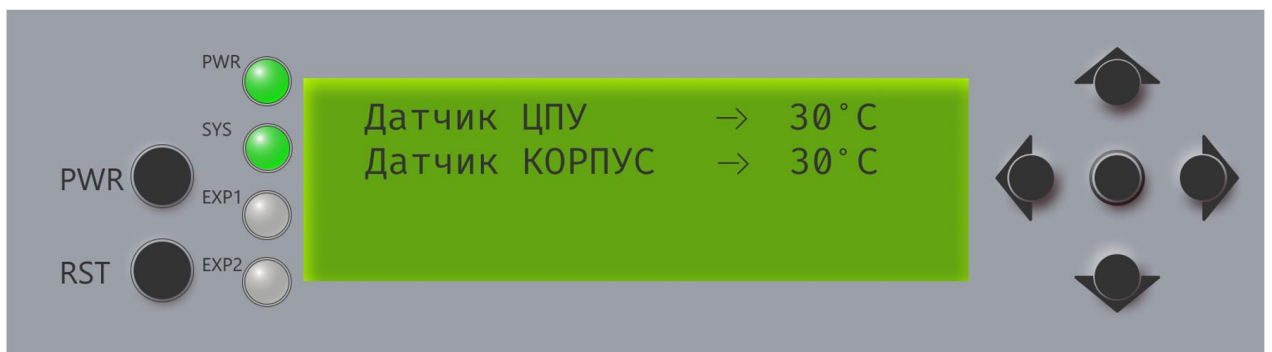 PWR
SYS
EXP1
EXP2
PWR
RST
Датчик ЦПУ → 30°C
Датчик КОРПУС → 30°C